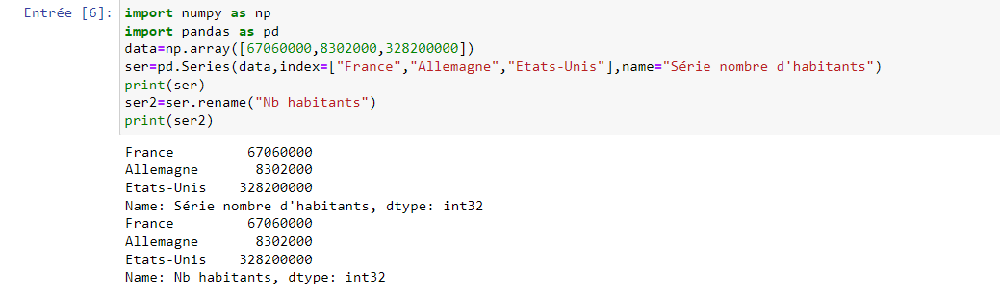 Entrée [6]: import numpy as np
import pandas as pd
data=np.array([67060000,8302000,328200000])
ser=pd.Series(data,index=["France","Allemagne","Etats-Unis"],name="Série nombre d'habitants")
print(ser)
ser2=ser.rename("Nb habitants")
print(ser2)
France         67060000
Allemagne       8302000
Etats-Unis    328200000
Name: Série nombre d'habitants, dtype: int32
France         67060000
Allemagne       8302000
Etats-Unis    328200000
Name: Nb habitants, dtype: int32